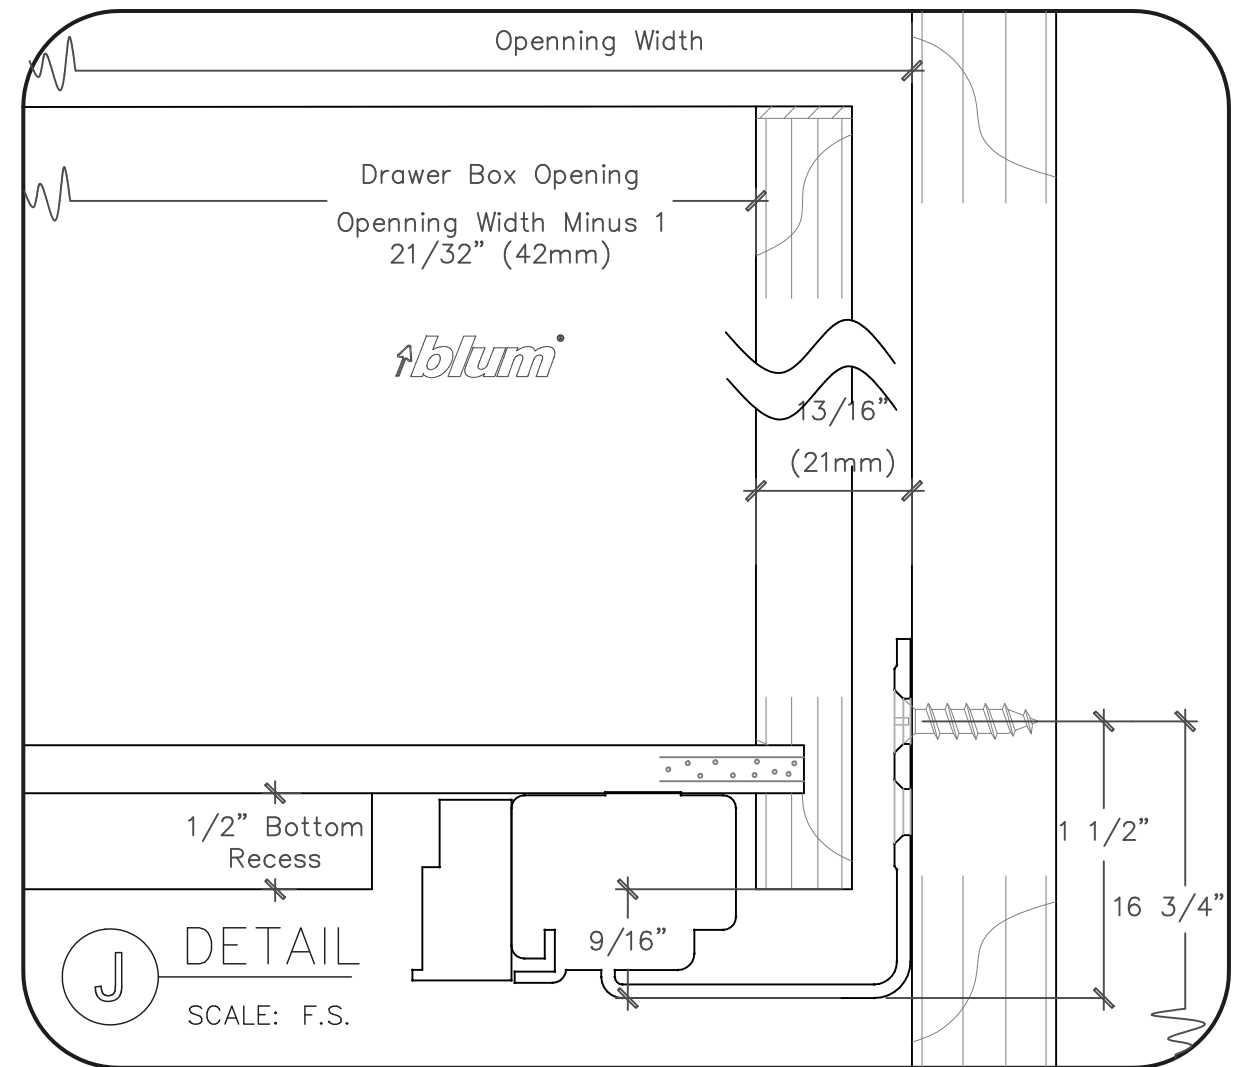 Openning Width
Drawer Box Opening
Openning Width Minus 1
21/32” (42mm)
blum
13/16”
(21mm)
1/2” Bottom
Recess
1 1/2”
16 3/4”
9/16”
J
DETAIL
SCALE: F.S.